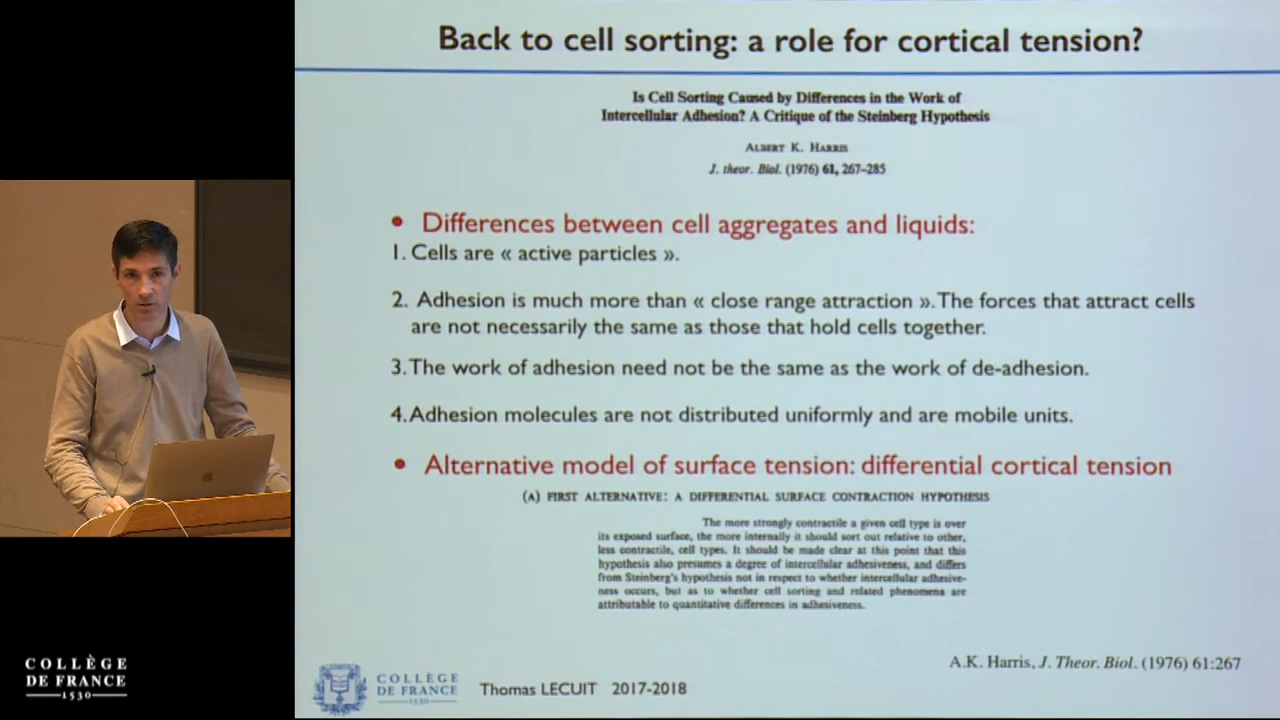 Back to cell sorting: a role for cortical tension?
Is Cell Sorting Caused by Differences in the Work of
Intercellular Adhesion? A Critique of the Steinberg Hypothesis
ALBERT K. HARRIS
J. theor. Biol. (1976) 61, 267–285
• Differences between cell aggregates and liquids:
1. Cells are « active particles ».
2. Adhesion is much more than « close range attraction ». The forces that attract cells
are not necessarily the same as those that hold cells together.
3. The work of adhesion need not be the same as the work of de-adhesion.
4. Adhesion molecules are not distributed uniformly and are mobile units.
• Alternative model of surface tension: differential cortical tension
(A) FIRST ALTERNATIVE: A DIFFERENTIAL SURFACE CONTRACTION HYPOTHESIS
The more strongly contractile a given cell type is over
its exposed surface, the more internally it should sort out relative to other,
less contractile, cell types. It should be made clear at this point that this
hypothesis also presumes a degree of intercellular adhesiveness, and differs
from Steinberg's hypothesis not in respect to whether intercellular adhesive-
ness occurs, but as to whether cell sorting and related phenomena are
attributable to quantitative differences in adhesiveness.
A.K. Harris, J. Theor. Biol. (1976) 61:267
COLLÈGE
DE FRANCE
1530
Thomas LECUIT 2017-2018
COLLÈGE
DE FRANCE
1530